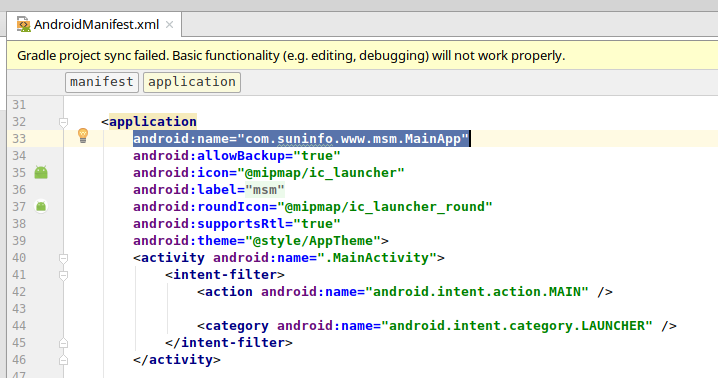 AndroidManifest.xml ×
Gradle project sync failed. Basic functionality (e.g. editing, debugging) will not work properly.
manifest application
31
32 <application
33 android:name="com.suninfo.www.msm.MainApp"
34 android:allowBackup="true"
35 android:icon="@mipmap/ic_launcher"
36 android:label="msm"
37 android:roundIcon="@mipmap/ic_launcher_round"
38 android:supportsRtl="true"
39 android:theme="@style/AppTheme">
40 <activity android:name=".MainActivity">
41 <intent-filter>
42 <action android:name="android.intent.action.MAIN" />
43
44 <category android:name="android.intent.category.LAUNCHER" />
45 </intent-filter>
46 </activity>
47